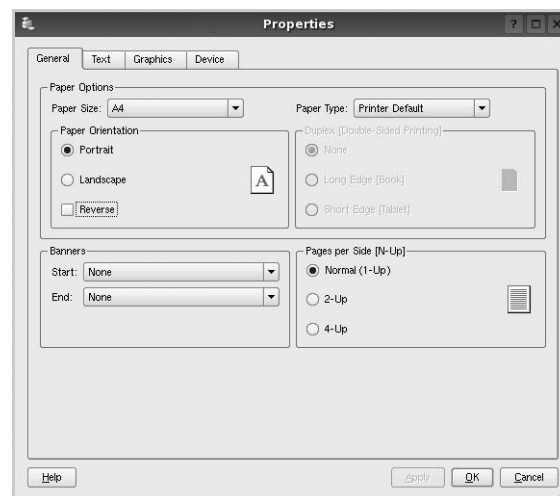 Properties
General Text Graphics Device
Paper Options
Paper Size: A4
Paper Type: Printer Default
Paper Orientation
Portrait
Landscape
A
Reverse
Duplex [Double-Sided Printing]
None
Long Edge [Book]
Short Edge [Tablet]
Banners
Start: None
End: None
Pages per Side [N-Up]
Normal (1-Up)
2-Up
4-Up
Help Apply OK Cancel